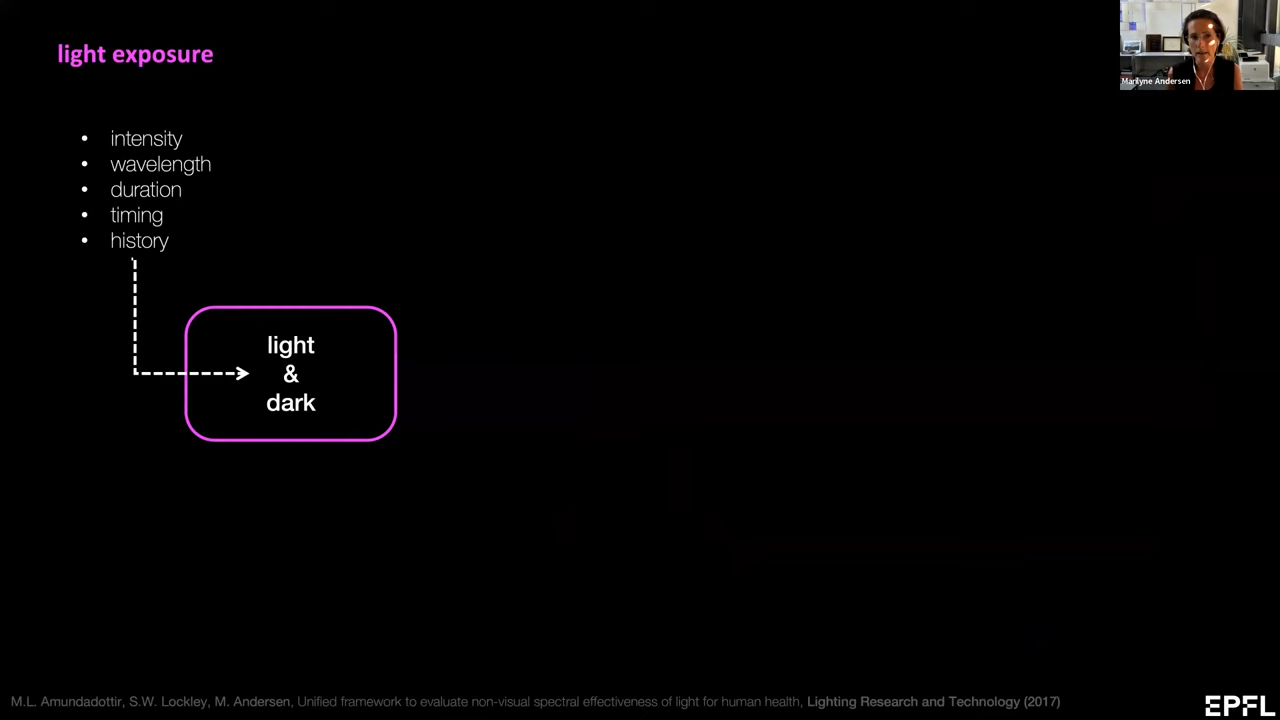 light exposure
Marilyne Andersen
• intensity
• wavelength
• duration
• timing
• history
light
&
dark
M.L. Amundadottir, S.W. Lockley, M. Andersen, Unified framework to evaluate non-visual spectral effectiveness of light for human health, Lighting Research and Technology (2017)
EPFL